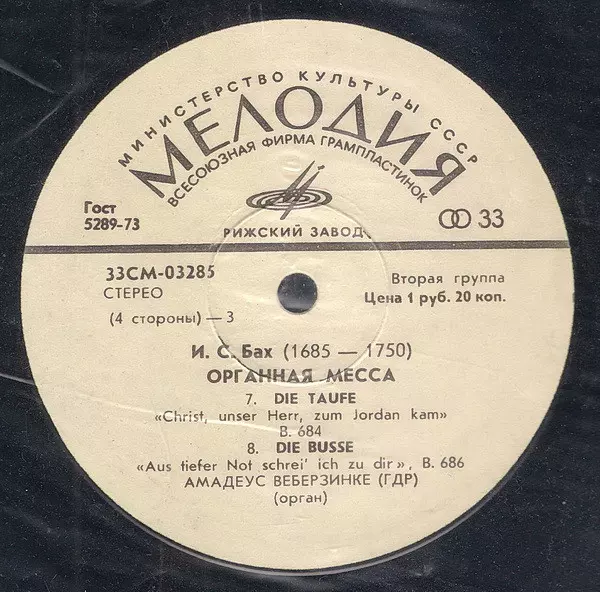 МИНИСТЕРСТВО КУЛЬТУРЫ СССР
МЕЛОДИЯ
ВСЕСОЮЗНАЯ ФИРМА ГРАМПЛАСТИНОК
Гост
5289-73
33
РИЖСКИЙ ЗАВОД
33СМ-03285
СТЕРЕО
(4 стороны) — 3
Вторая группа
Цена 1 руб. 20 коп.
И. С. Бах (1685 — 1750)
ОРГАННАЯ МЕССА
7. DIE TAUFE
«Christ, unser Herr, zum Jordan kam»
B. 684
8. DIE BUSSE
«Aus tiefer Not schrei' ich zu dir», B. 686
АМАДЕУС ВЕБЕРЗИНКЕ (ГДР)
(орган)